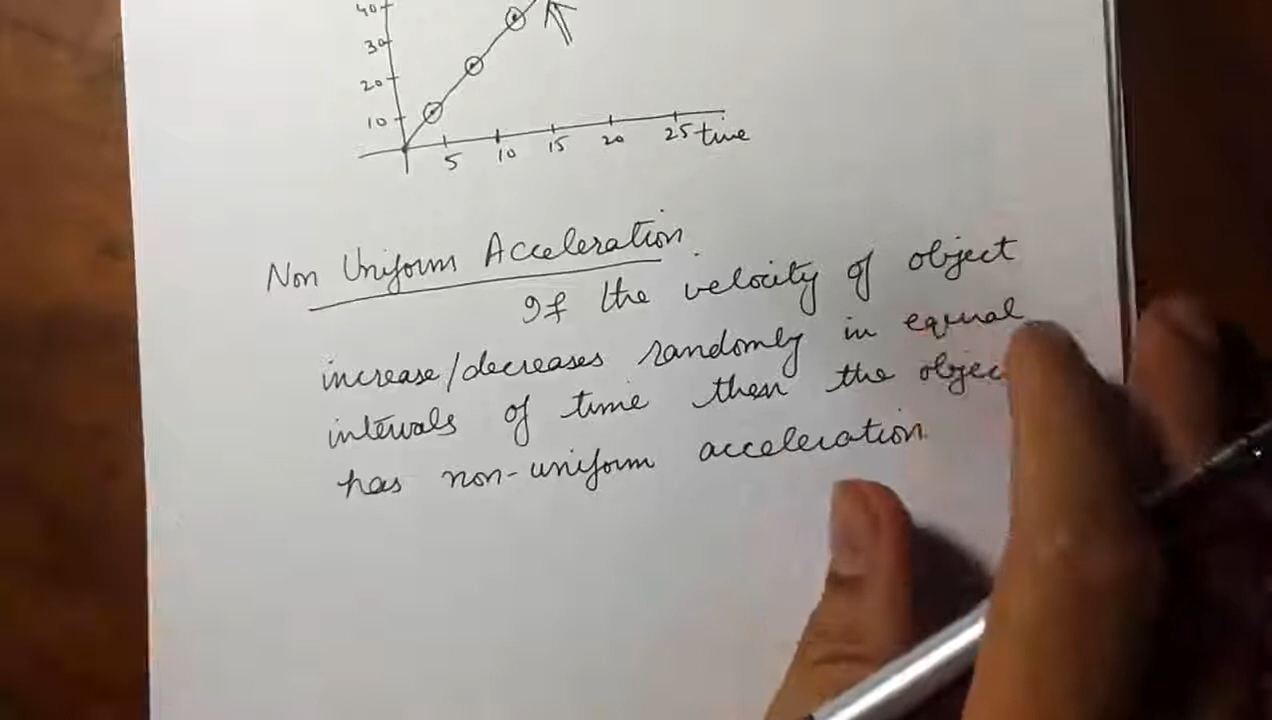 40
30
20
10
5 10 15 20 25 time
Non Uniform Acceleration
If the velocity of object
increase/decreases randomly in equal
intervals of time then the objec
has non-uniform acceleration.